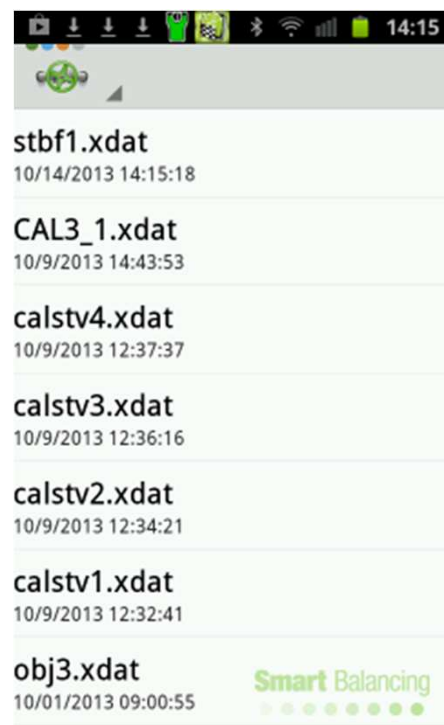 14:15
stbf1.xdat
10/14/2013 14:15:18
CAL3_1.xdat
10/9/2013 14:43:53
calstv4.xdat
10/9/2013 12:37:37
calstv3.xdat
10/9/2013 12:36:16
calstv2.xdat
10/9/2013 12:34:21
calstv1.xdat
10/9/2013 12:32:41
obj3.xdat
10/01/2013 09:00:55
Smart Balancing